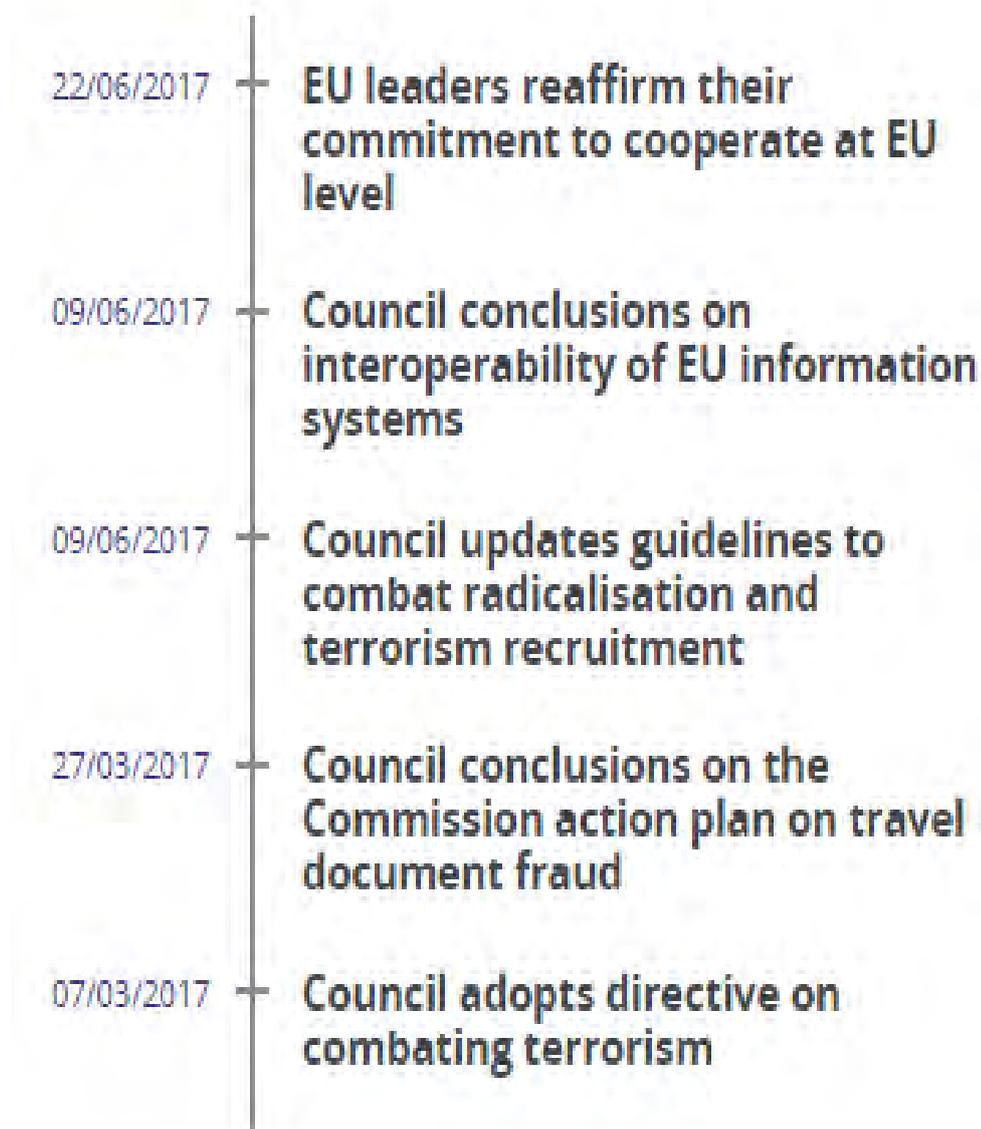 22/06/2017 EU leaders reaffirm their
commitment to cooperate at EU
level
09/06/2017 Council conclusions on
interoperability of EU information
systems
09/06/2017 Council updates guidelines to
combat radicalisation and
terrorism recruitment
27/03/2017 Council conclusions on the
Commission action plan on travel
document fraud
07/03/2017 Council adopts directive on
combating terrorism